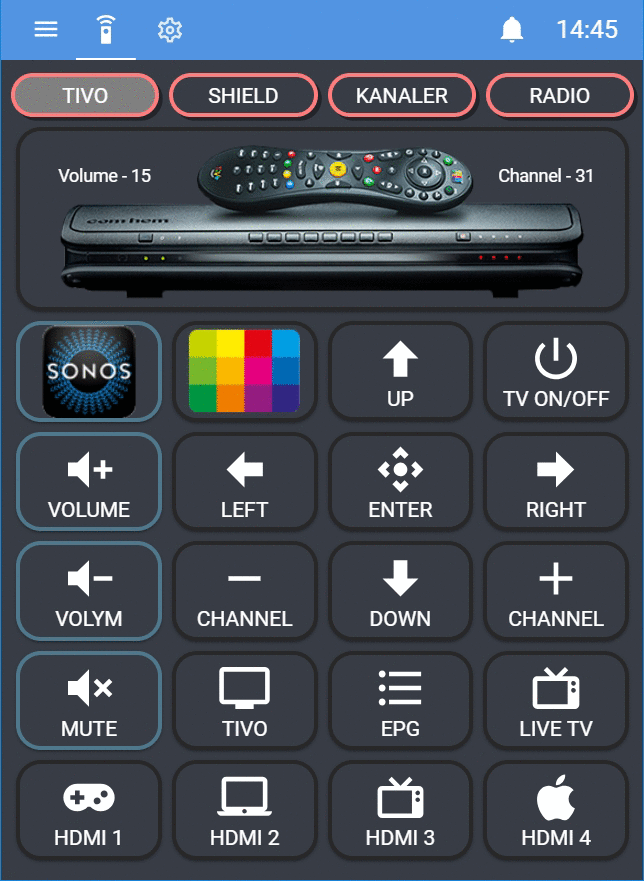 14:45
TIVO
SHIELD
KANALER
RADIO
Volume - 15
Channel - 31
com hem
SONOS
UP
TV ON/OFF
VOLUME
LEFT
ENTER
RIGHT
VOLYM
CHANNEL
DOWN
CHANNEL
MUTE
TIVO
EPG
LIVE TV
HDMI 1
HDMI 2
HDMI 3
HDMI 4